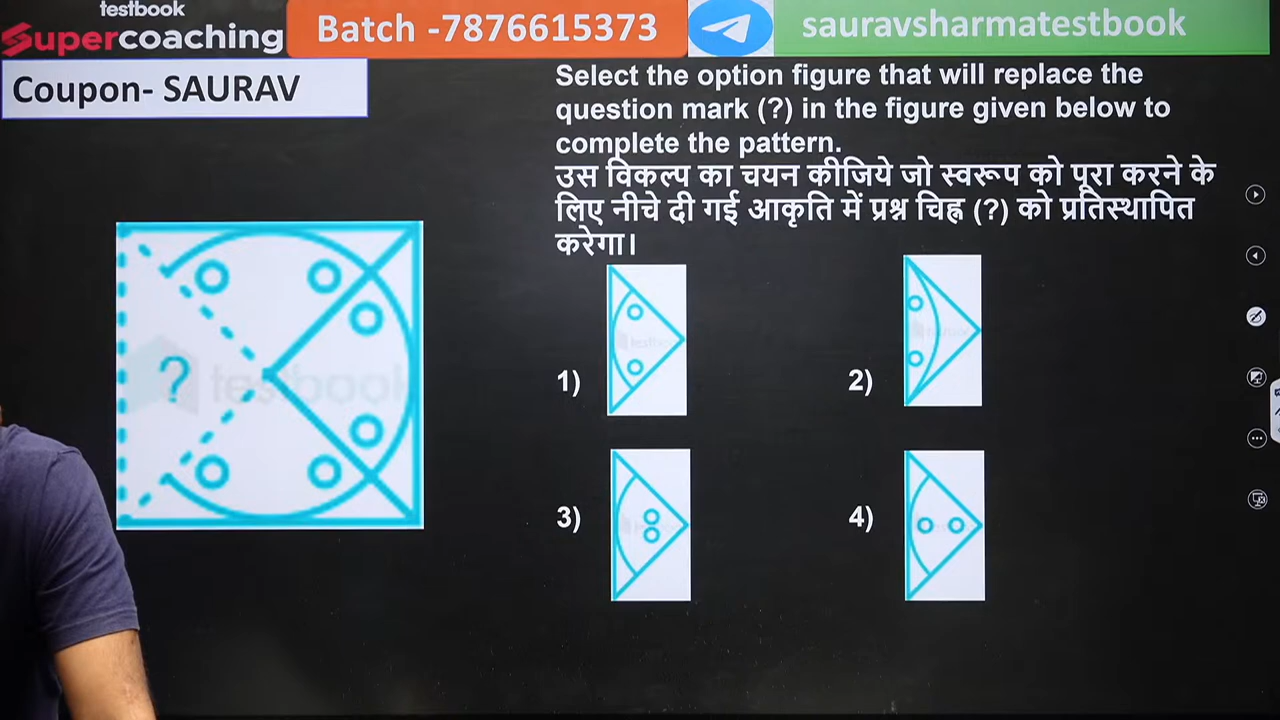 testbook
Supercoaching
Batch -7876615373
sauravsharmatestbook
Coupon- SAURAV
Select the option figure that will replace the
question mark (?) in the figure given below to
complete the pattern.
उस विकल्प का चयन कीजिये जो स्वरूप को पूरा करने के
लिए नीचे दी गई आकृति में प्रश्न चिह्न (?) को प्रतिस्थापित
करेगा।
?
testbook
1)
2)
3)
4)